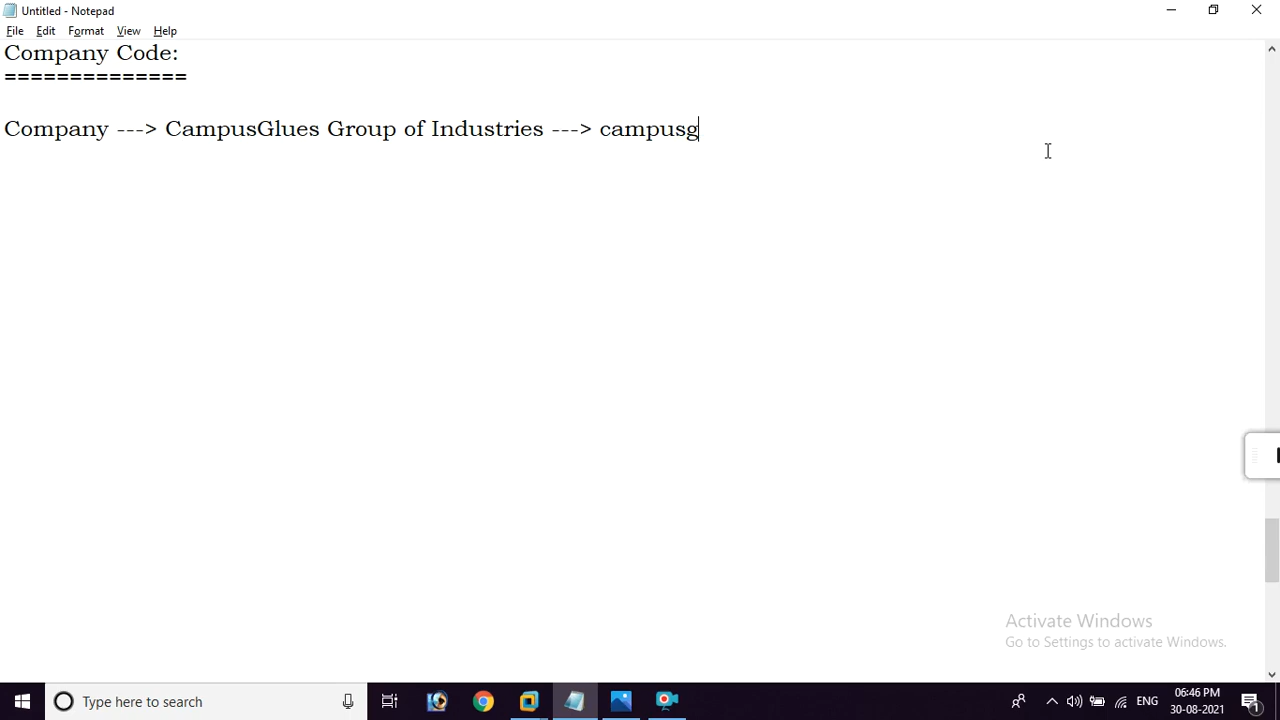 Untitled - Notepad
File Edit Format View Help
Company Code:
==============
Company ---> CampusGlues Group of Industries ---> campusg
Activate Windows
Go to Settings to activate Windows.
Type here to search
ENG
06:46 PM
30-08-2021
1